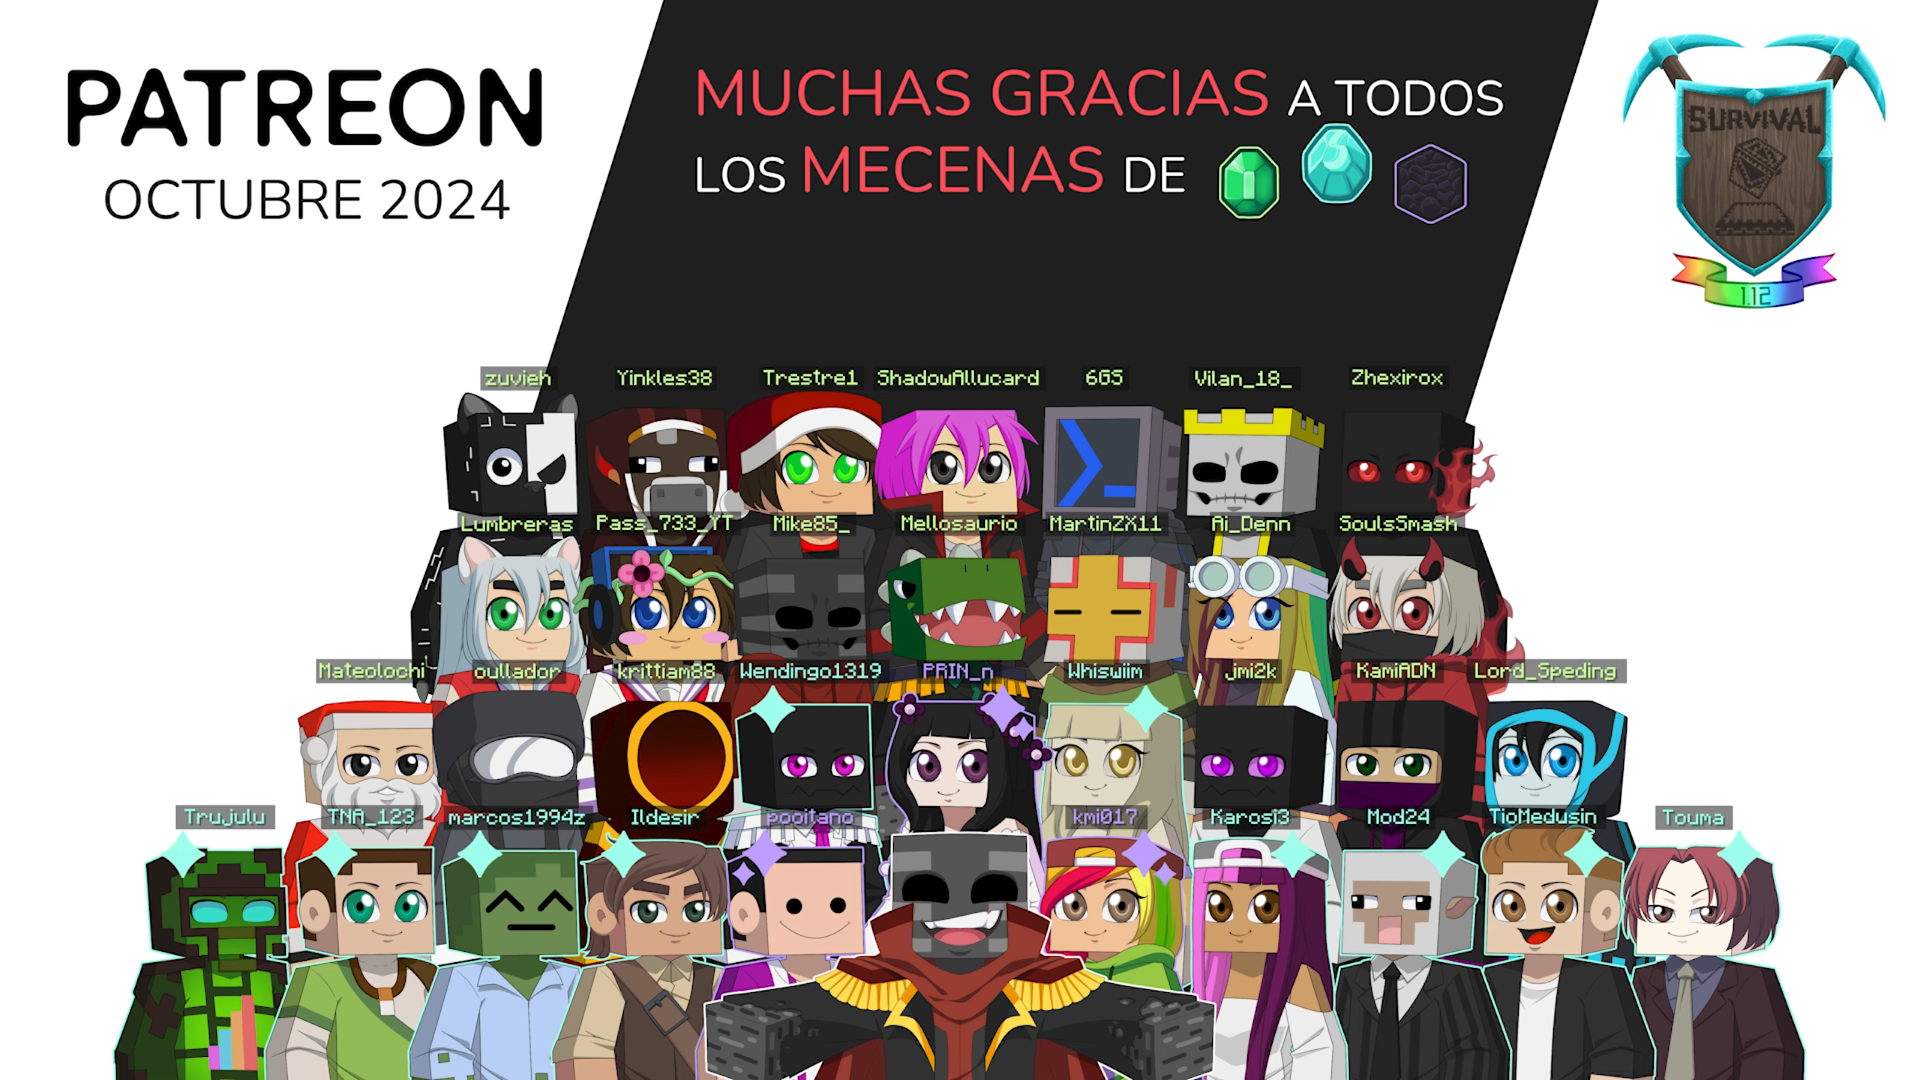 PATREON
OCTUBRE 2024
MUCHAS GRACIAS A TODOS
LOS MECENAS DE
SURVIVAL
1.12
zuvieh
Yinkles38
Trestre1
ShadowAllucard
6GS
Vilan_18_
Zhexirox
Lumbreras
Pass_733_YT
Mike85_
Mellosaurio
MartinZX11
Ai_Denn
SoulsSmash
Mateolochi
oullador
krittiam88
Wendingo1319
PRIN_n
Whiswiim
jmi2k
KamiADN
Lord_Speding
Trujulu
TNA_123
marcos1994z
Ildesir
pooitano
kmi017
Karosi3
Mod24
TioMedusin
Touma